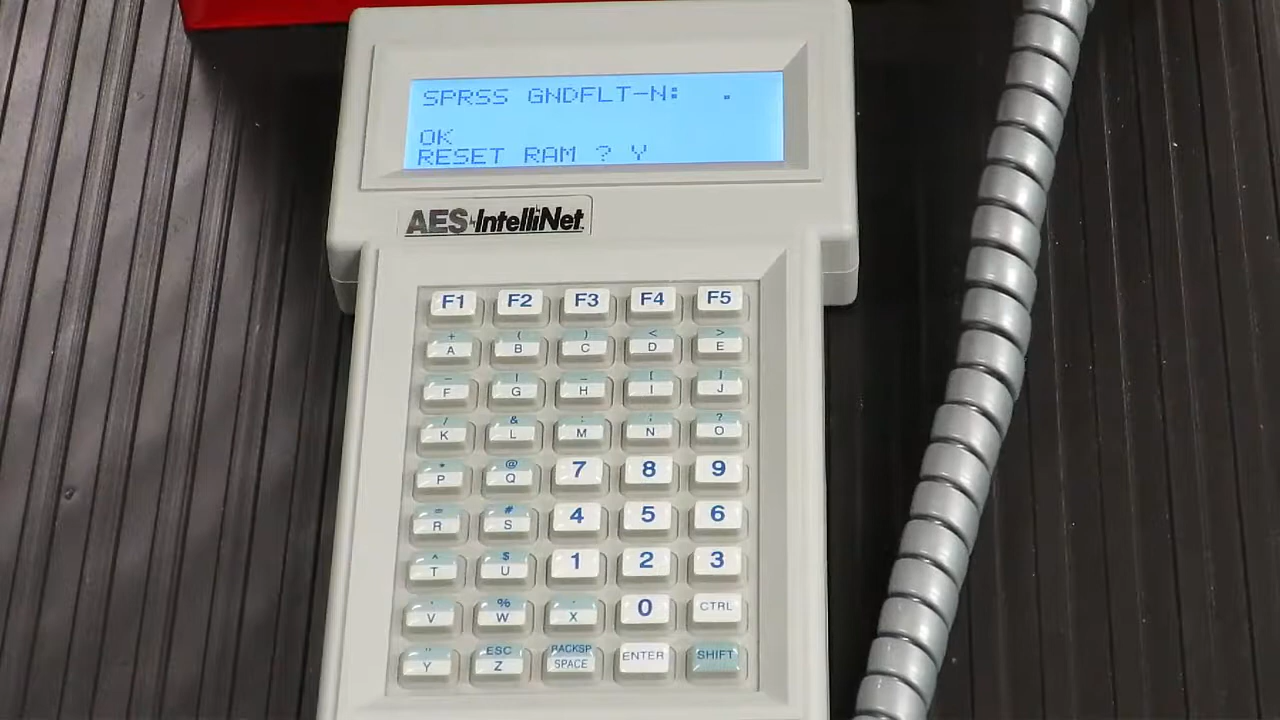 SPRSS GNDFLT-N: .
OK
RESET RAM ? Y
AES IntelliNet
F1 F2 F3 F4 F5
+ ( ) < >
A B C D E
– | _ [ ]
F G H I J
/ & : ; ?
K L M N O
* @
P Q 7 8 9
= #
R S 4 5 6
^ $
T U 1 2 3
' % .
V W X 0 CTRL
" ESC BACKSP
Y Z SPACE ENTER SHIFT